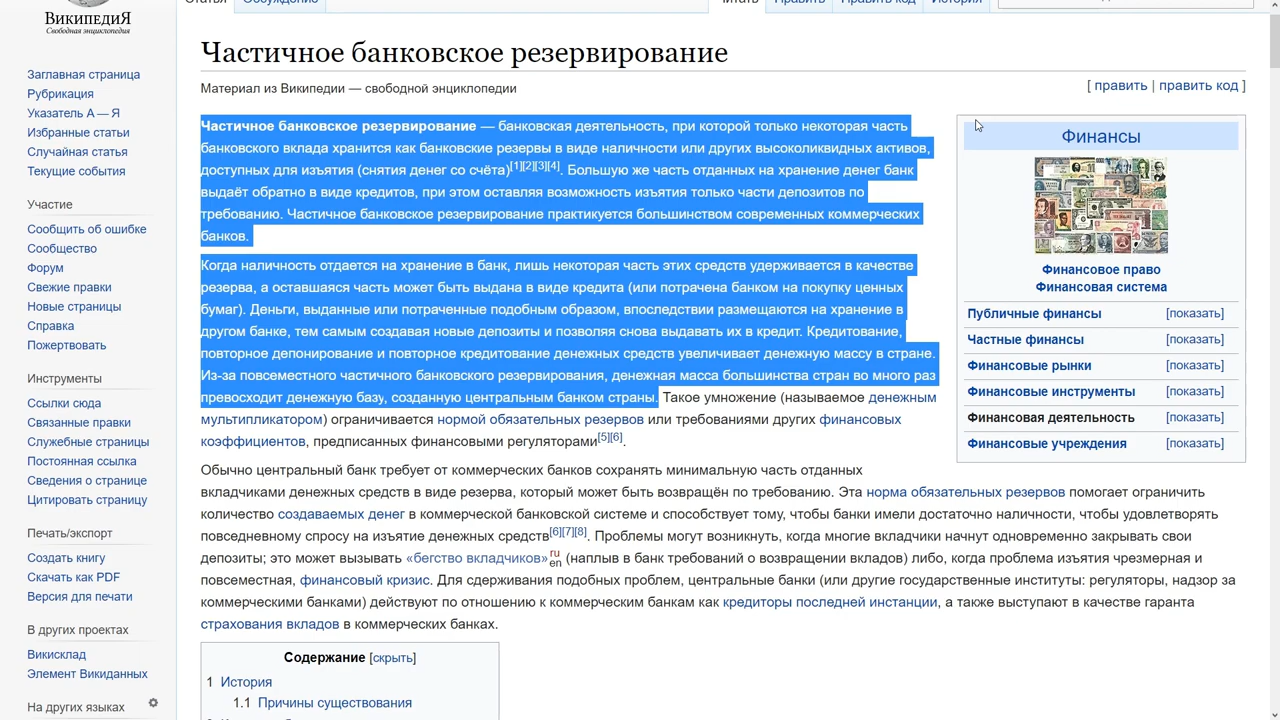 ВикипедиЯ
Свободная энциклопедия
Заглавная страница
Рубрикация
Указатель А — Я
Избранные статьи
Случайная статья
Текущие события
Участие
Сообщить об ошибке
Сообщество
Форум
Свежие правки
Новые страницы
Справка
Пожертвовать
Инструменты
Ссылки сюда
Связанные правки
Служебные страницы
Постоянная ссылка
Сведения о странице
Цитировать страницу
Печать/экспорт
Создать книгу
Скачать как PDF
Версия для печати
В других проектах
Викисклад
Элемент Викиданных
На других языках
Статья Обсуждение Читать Править Править код История
Частичное банковское резервирование
Материал из Википедии — свободной энциклопедии
[ править | править код ]
Частичное банковское резервирование — банковская деятельность, при которой только некоторая часть
банковского вклада хранится как банковские резервы в виде наличности или других высоколиквидных активов,
доступных для изъятия (снятия денег со счёта)[1][2][3][4]. Большую же часть отданных на хранение денег банк
выдаёт обратно в виде кредитов, при этом оставляя возможность изъятия только части депозитов по
требованию. Частичное банковское резервирование практикуется большинством современных коммерческих
банков.
Когда наличность отдается на хранение в банк, лишь некоторая часть этих средств удерживается в качестве
резерва, а оставшаяся часть может быть выдана в виде кредита (или потрачена банком на покупку ценных
бумаг). Деньги, выданные или потраченные подобным образом, впоследствии размещаются на хранение в
другом банке, тем самым создавая новые депозиты и позволяя снова выдавать их в кредит. Кредитование,
повторное депонирование и повторное кредитование денежных средств увеличивает денежную массу в стране.
Из-за повсеместного частичного банковского резервирования, денежная масса большинства стран во много раз
превосходит денежную базу, созданную центральным банком страны. Такое умножение (называемое денежным
мультипликатором) ограничивается нормой обязательных резервов или требованиями других финансовых
коэффициентов, предписанных финансовыми регуляторами[5][6].
Финансы
Финансовое право
Финансовая система
Публичные финансы [показать]
Частные финансы [показать]
Финансовые рынки [показать]
Финансовые инструменты [показать]
Финансовая деятельность [показать]
Финансовые учреждения [показать]
Обычно центральный банк требует от коммерческих банков сохранять минимальную часть отданных
вкладчиками денежных средств в виде резерва, который может быть возвращён по требованию. Эта норма обязательных резервов помогает ограничить
количество создаваемых денег в коммерческой банковской системе и способствует тому, чтобы банки имели достаточно наличности, чтобы удовлетворять
повседневному спросу на изъятие денежных средств[6][7][8]. Проблемы могут возникнуть, когда многие вкладчики начнут одновременно закрывать свои
депозиты; это может вызывать «бегство вкладчиков» ru en (наплыв в банк требований о возвращении вкладов) либо, когда проблема изъятия чрезмерная и
повсеместная, финансовый кризис. Для сдерживания подобных проблем, центральные банки (или другие государственные институты: регуляторы, надзор за
коммерческими банками) действуют по отношению к коммерческим банкам как кредиторы последней инстанции, а также выступают в качестве гаранта
страхования вкладов в коммерческих банках.
Содержание [скрыть]
1 История
1.1 Причины существования